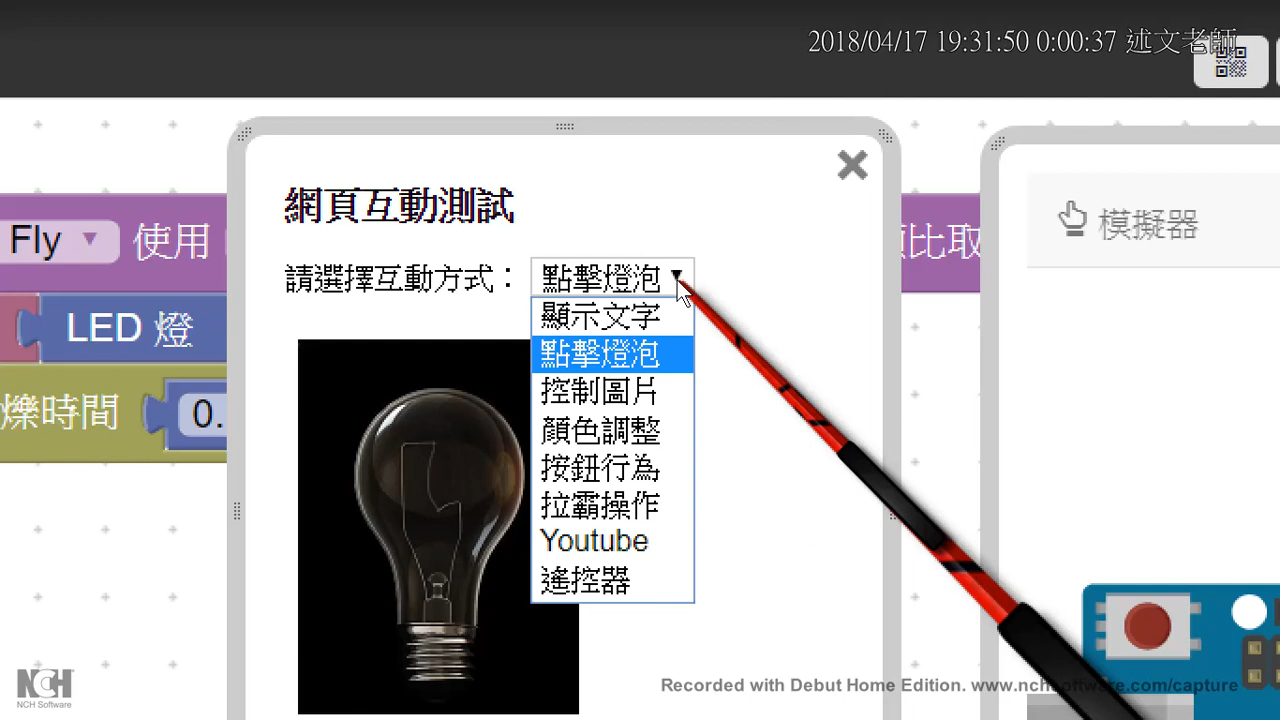 2018/04/17 19:31:50 0:00:37 述文老師
網頁互動測試
Fly 使用
比取
模擬器
請選擇互動方式： 點擊燈泡
顯示文字
LED 燈
點擊燈泡
控制圖片
爍時間 0.
顏色調整
按鈕行為
拉霸操作
Youtube
遙控器
NCH
NCH Software
Recorded with Debut Home Edition. www.nchsoftware.com/capture